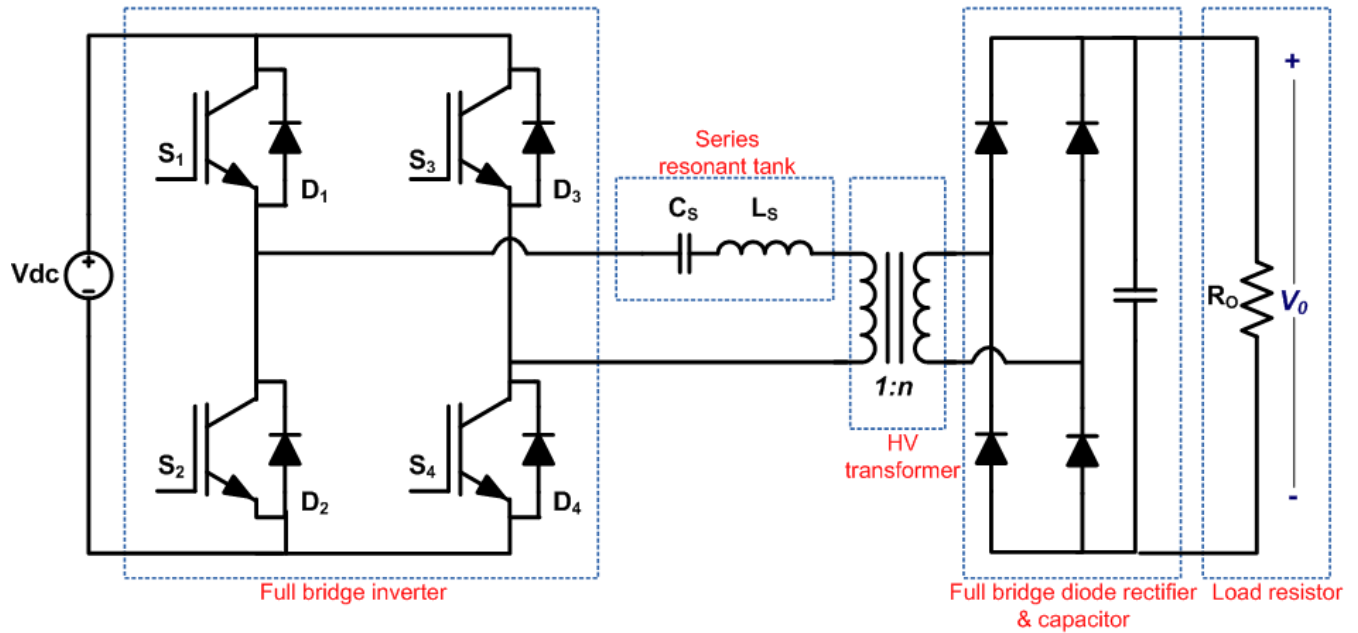 Vdc
+
-
S1
D1
S3
D3
S2
D2
S4
D4
Full bridge inverter
Series
resonant tank
CS
LS
1:n
HV
transformer
Full bridge diode rectifier
& capacitor
RO
+
V0
-
Load resistor